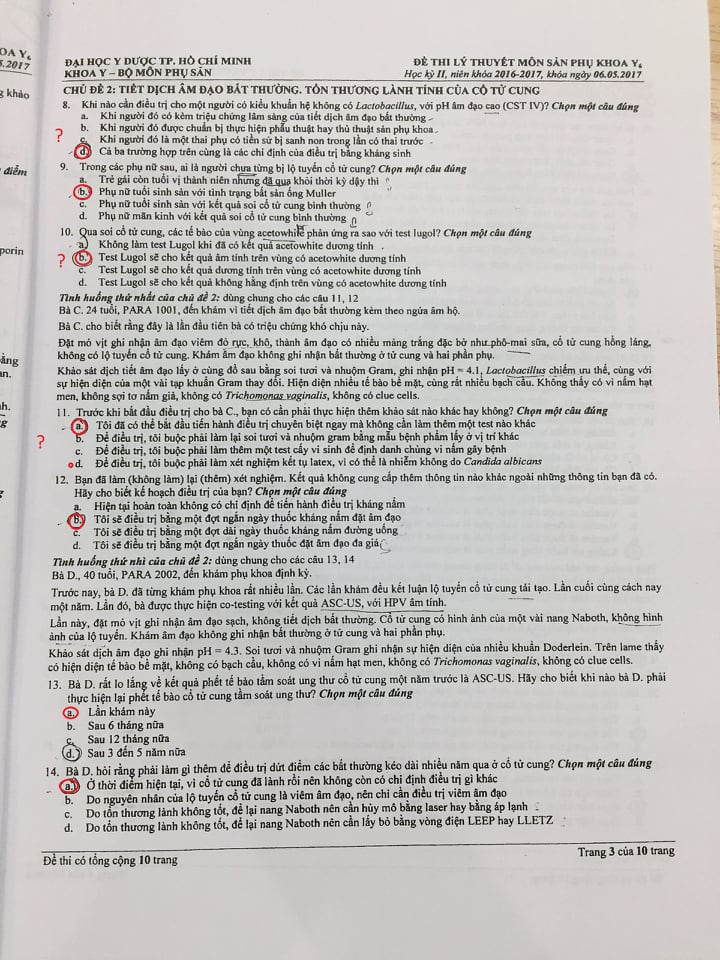 OA Y₆
5.2017
g khảo
điểm
porin
ằng
an.
nh.
g
ĐẠI HỌC Y DƯỢC TP. HỒ CHÍ MINH
KHOA Y – BỘ MÔN PHỤ SẢN
ĐỀ THI LÝ THUYẾT MÔN SẢN PHỤ KHOA Y₆
Học kỳ II, niên khóa 2016-2017, khóa ngày 06.05.2017
CHỦ ĐỀ 2: TIẾT DỊCH ÂM ĐẠO BẤT THƯỜNG. TỔN THƯƠNG LÀNH TÍNH CỦA CỔ TỬ CUNG
8. Khi nào cần điều trị cho một người có kiểu khuẩn hệ không có Lactobacillus, với pH âm đạo cao (CST IV)? Chọn một câu đúng
a. Khi người đó có kèm triệu chứng lâm sàng của tiết dịch âm đạo bất thường
b. Khi người đó được chuẩn bị thực hiện phẫu thuật hay thủ thuật sản phụ khoa
?
c. Khi người đó là một thai phụ có tiền sử bị sanh non trong lần có thai trước
d. Cả ba trường hợp trên cùng là các chỉ định của điều trị bằng kháng sinh
9. Trong các phụ nữ sau, ai là người chưa từng bị lộ tuyến cổ tử cung? Chọn một câu đúng
a. Trẻ gái còn tuổi vị thành niên nhưng đã qua khỏi thời kỳ dậy thì
b. Phụ nữ tuổi sinh sản với tình trạng bất sản ống Muller
c. Phụ nữ tuổi sinh sản với kết quả soi cổ tử cung bình thường
d. Phụ nữ mãn kinh với kết quả soi cổ tử cung bình thường
10. Qua soi cổ tử cung, các tế bào của vùng acetowhite phản ứng ra sao với test lugol? Chọn một câu đúng
a. Không làm test Lugol khi đã có kết quả acetowhite dương tính
? b. Test Lugol sẽ cho kết quả âm tính trên vùng có acetowhite dương tính
c. Test Lugol sẽ cho kết quả dương tính trên vùng có acetowhite dương tính
d. Test Lugol sẽ cho kết quả không hằng định trên vùng có acetowhite dương tính
Tình huống thứ nhất của chủ đề 2: dùng chung cho các câu 11, 12
Bà C. 24 tuổi, PARA 1001, đến khám vì tiết dịch âm đạo bất thường kèm theo ngứa âm hộ.
Bà C. cho biết rằng đây là lần đầu tiên bà có triệu chứng khó chịu này.
Đặt mỏ vịt ghi nhận âm đạo viêm đỏ rực, khô, thành âm đạo có nhiều mảng trắng đặc bở như phô-mai sữa, cổ tử cung hồng láng,
không có lộ tuyến cổ tử cung. Khám âm đạo không ghi nhận bất thường ở tử cung và hai phần phụ.
Khảo sát dịch tiết âm đạo lấy ở cùng đồ sau bằng soi tươi và nhuộm Gram, ghi nhận pH = 4.1, Lactobacillus chiếm ưu thế, cùng với
sự hiện diện của một vài tạp khuẩn Gram thay đổi. Hiện diện nhiều tế bào bề mặt, cùng rất nhiều bạch cầu. Không thấy có vi nấm hạt
men, không sợi tơ nấm giả, không có Trichomonas vaginalis, không có clue cells.
11. Trước khi bắt đầu điều trị cho bà C., bạn có cần phải thực hiện thêm khảo sát nào khác hay không? Chọn một câu đúng
a. Tôi đã có thể bắt đầu tiến hành điều trị chuyên biệt ngay mà không cần làm thêm một test nào khác
? b. Để điều trị, tôi buộc phải làm lại soi tươi và nhuộm gram bằng mẫu bệnh phẩm lấy ở vị trí khác
c. Để điều trị, tôi buộc phải làm thêm một test cấy vi sinh để định danh chủng vi nấm gây bệnh
d. Để điều trị, tôi buộc phải làm xét nghiệm kết tụ latex, vì có thể là nhiễm không do Candida albicans
12. Bạn đã làm (không làm) lại (thêm) xét nghiệm. Kết quả không cung cấp thêm thông tin nào khác ngoài những thông tin bạn đã có.
Hãy cho biết kế hoạch điều trị của bạn? Chọn một câu đúng
a. Hiện tại hoàn toàn không có chỉ định để tiến hành điều trị kháng nấm
b. Tôi sẽ điều trị bằng một đợt ngắn ngày thuốc kháng nấm đặt âm đạo
c. Tôi sẽ điều trị bằng một đợt dài ngày thuốc kháng nấm đường uống
d. Tôi sẽ điều trị bằng một đợt ngắn ngày thuốc đặt âm đạo đa giá
Tình huống thứ nhì của chủ đề 2: dùng chung cho các câu 13, 14
Bà D., 40 tuổi, PARA 2002, đến khám phụ khoa định kỳ.
Trước nay, bà D. đã từng khám phụ khoa rất nhiều lần. Các lần khám đều kết luận lộ tuyến cổ tử cung tái tạo. Lần cuối cùng cách nay
một năm. Lần đó, bà được thực hiện co-testing với kết quả ASC-US, với HPV âm tính.
Lần này, đặt mỏ vịt ghi nhận âm đạo sạch, không tiết dịch bất thường. Cổ tử cung có hình ảnh của một vài nang Naboth, không hình
ảnh của lộ tuyến. Khám âm đạo không ghi nhận bất thường ở tử cung và hai phần phụ.
Khảo sát dịch âm đạo ghi nhận pH = 4.3. Soi tươi và nhuộm Gram ghi nhận sự hiện diện của nhiều khuẩn Doderlein. Trên lame thấy
có hiện diện tế bào bề mặt, không có bạch cầu, không có vi nấm hạt men, không có Trichomonas vaginalis, không có clue cells.
13. Bà D. rất lo lắng về kết quả phết tế bào tầm soát ung thư cổ tử cung một năm trước là ASC-US. Hãy cho biết khi nào bà D. phải
thực hiện lại phết tế bào cổ tử cung tầm soát ung thư? Chọn một câu đúng
a. Lần khám này
b. Sau 6 tháng nữa
c. Sau 12 tháng nữa
d. Sau 3 đến 5 năm nữa
14. Bà D. hỏi rằng phải làm gì thêm để điều trị dứt điểm các bất thường kéo dài nhiều năm qua ở cổ tử cung? Chọn một câu đúng
a. Ở thời điểm hiện tại, vì cổ tử cung đã lành rồi nên không còn có chỉ định điều trị gì khác
b. Do nguyên nhân của lộ tuyến cổ tử cung là viêm âm đạo, nên chỉ cần điều trị viêm âm đạo
c. Do tổn thương lành không tốt, để lại nang Naboth nên cần hủy mô bằng laser hay bằng áp lạnh
d. Do tổn thương lành không tốt, để lại nang Naboth nên cần lấy bỏ bằng vòng điện LEEP hay LLETZ
Đề thi có tổng cộng 10 trang
Trang 3 của 10 trang